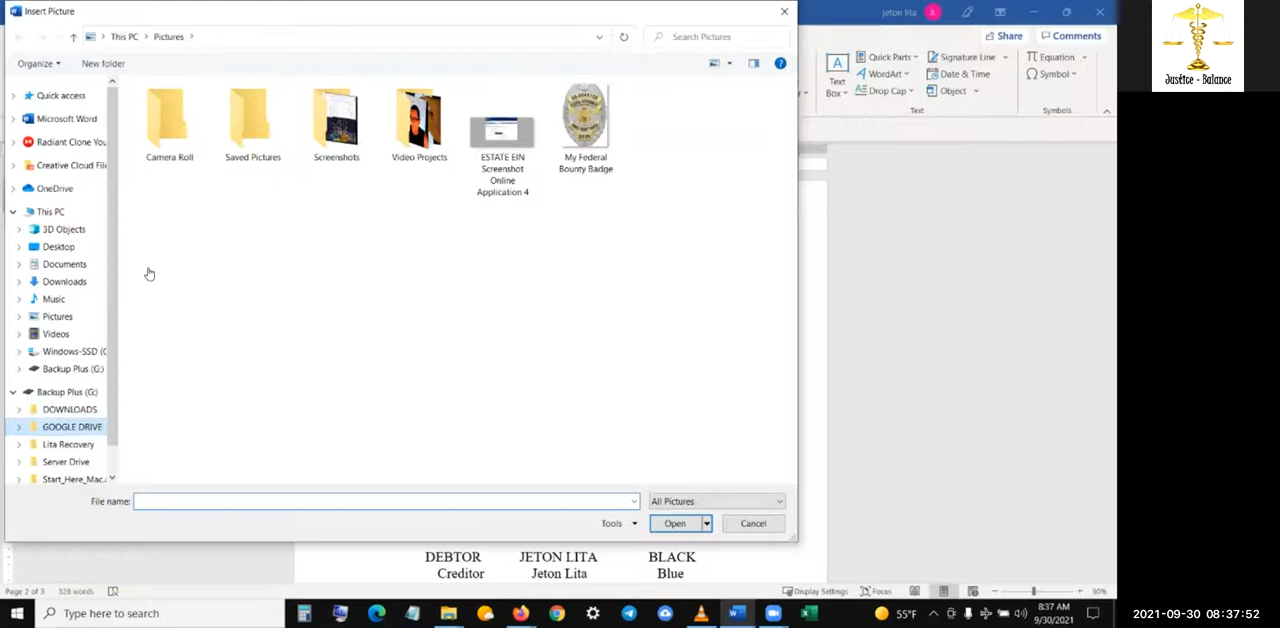 Insert Picture
jeton lita JL
This PC > Pictures >
Search Pictures
Share
Comments
Justice - Balance
Organize
New folder
Text
Box
Quick Parts
WordArt
Drop Cap
Signature Line
Date & Time
Object
Equation
Symbol
Text
Symbols
Quick access
Microsoft Word
Radiant Clone You
Creative Cloud File
OneDrive
This PC
3D Objects
Desktop
Documents
Downloads
Music
Pictures
Videos
Windows-SSD (C
Backup Plus (G:)
Backup Plus (G:)
DOWNLOADS
GOOGLE DRIVE
Lita Recovery
Server Drive
Start_Here_Mac.
Camera Roll
Saved Pictures
Screenshots
Video Projects
ESTATE EIN
Screenshot
Online
Application 4
My Federal
Bounty Badge
File name:
All Pictures
Tools
Open
Cancel
DEBTOR JETON LITA BLACK
Creditor Jeton Lita Blue
Page 2 of 3 328 words
Display Settings
Focus
90%
Type here to search
55°F
8:37 AM
9/30/2021
2021-09-30 08:37:52